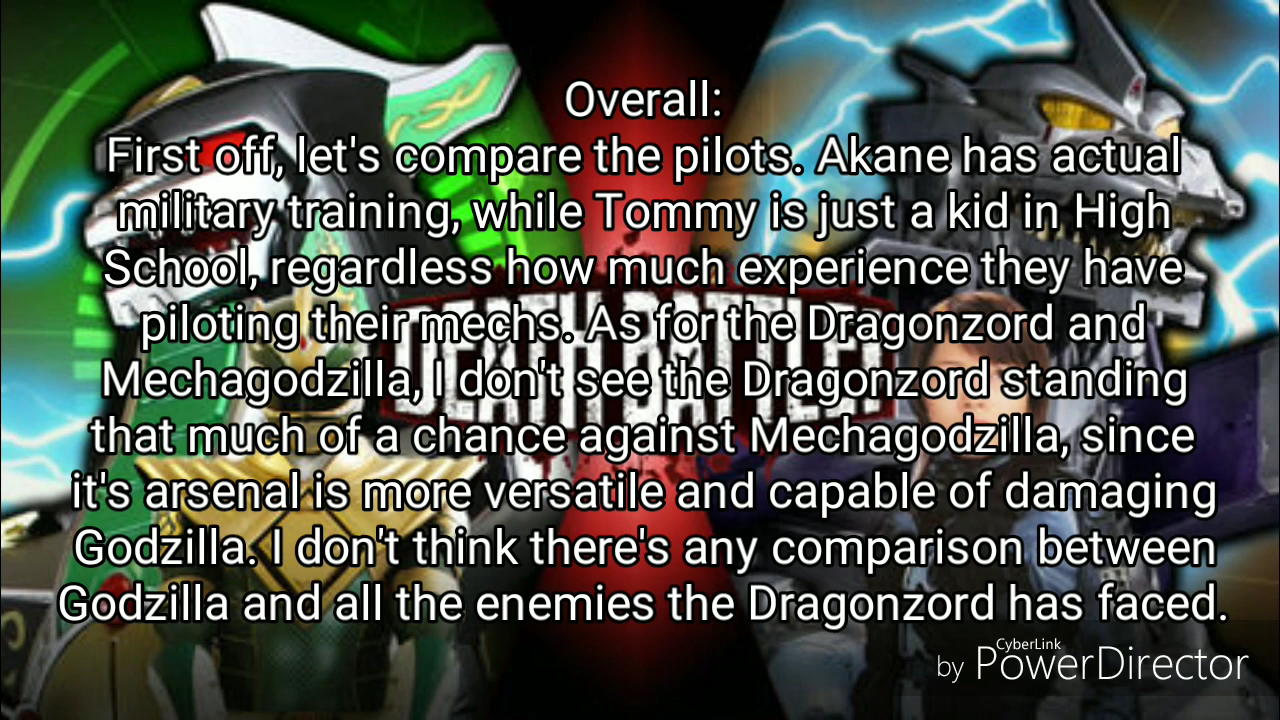 Overall:
First off, let's compare the pilots. Akane has actual
military training, while Tommy is just a kid in High
School, regardless how much experience they have
piloting their mechs. As for the Dragonzord and
Mechagodzilla, I don't see the Dragonzord standing
that much of a chance against Mechagodzilla, since
it's arsenal is more versatile and capable of damaging
Godzilla. I don't think there's any comparison between
Godzilla and all the enemies the Dragonzord has faced.
DEATH BATTLE!
CyberLink
by PowerDirector